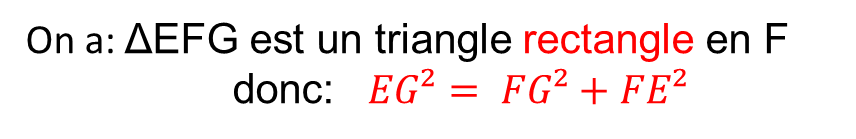 On a: ΔEFG est un triangle rectangle en F
donc: EG² = FG² + FE²